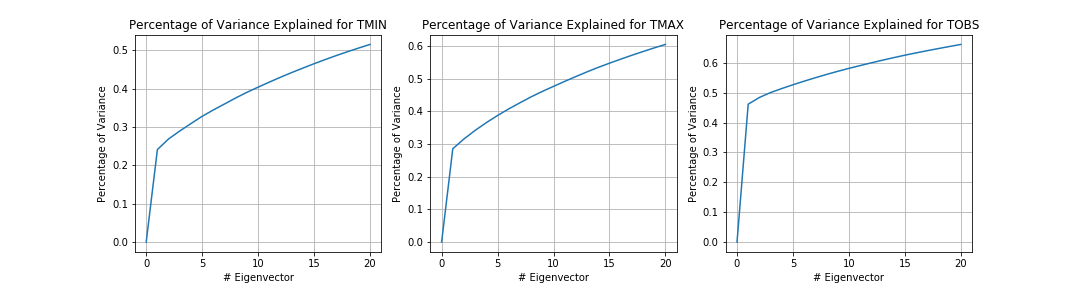 Percentage of Variance Explained for TMIN
Percentage of Variance
0.5
0.4
0.3
0.2
0.1
0.0
0 5 10 15 20
# Eigenvector
Percentage of Variance Explained for TMAX
Percentage of Variance
0.6
0.5
0.4
0.3
0.2
0.1
0.0
0 5 10 15 20
# Eigenvector
Percentage of Variance Explained for TOBS
Percentage of Variance
0.6
0.5
0.4
0.3
0.2
0.1
0.0
0 5 10 15 20
# Eigenvector